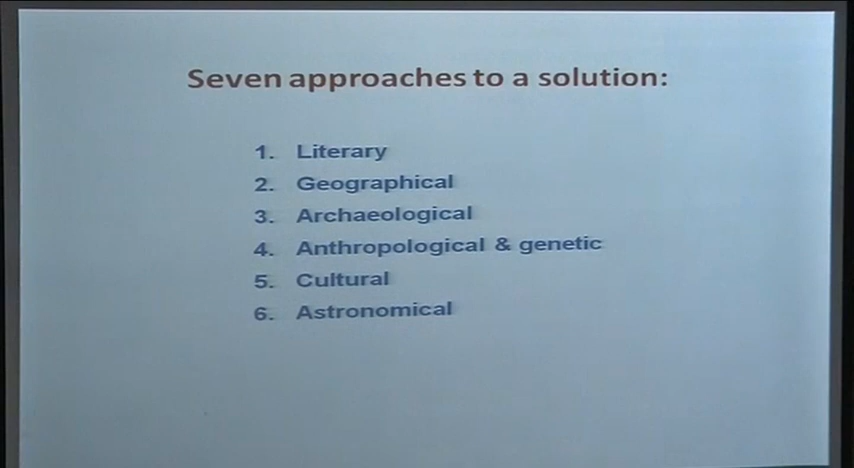 Seven approaches to a solution:
1. Literary
2. Geographical
3. Archaeological
4. Anthropological & genetic
5. Cultural
6. Astronomical